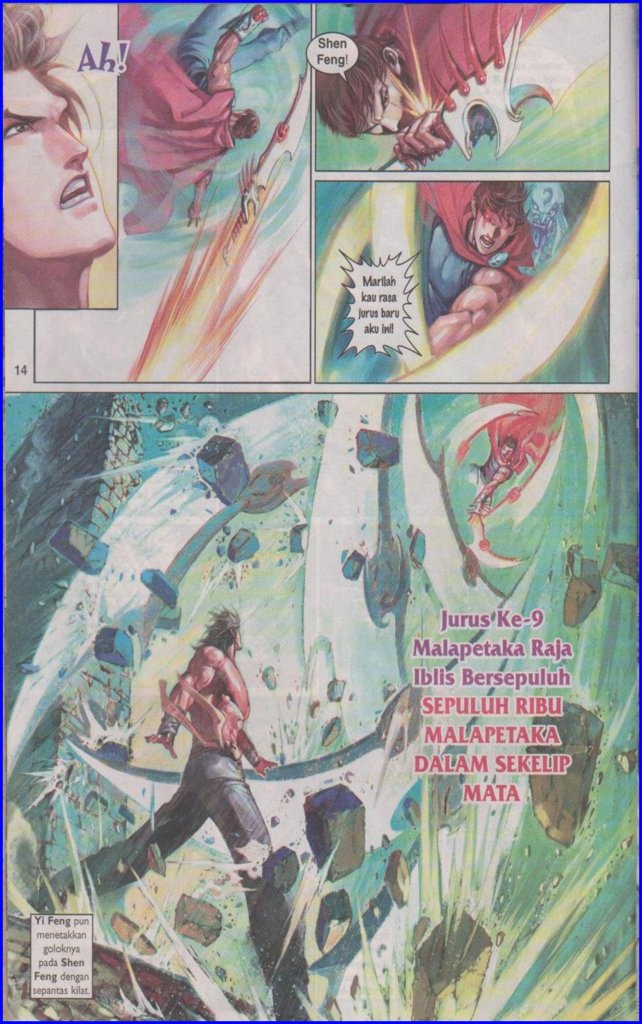 Ah!
Shen
Feng!
Marilah
kau rasa
jurus baru
aku ini!
14
Jurus Ke-9
Malapetaka Raja
Iblis Bersepuluh
SEPULUH RIBU
MALAPETAKA
DALAM SEKELIP
MATA
Yi Feng pun
menetakkan
goloknya
pada Shen
Feng dengan
sepantas kilat.